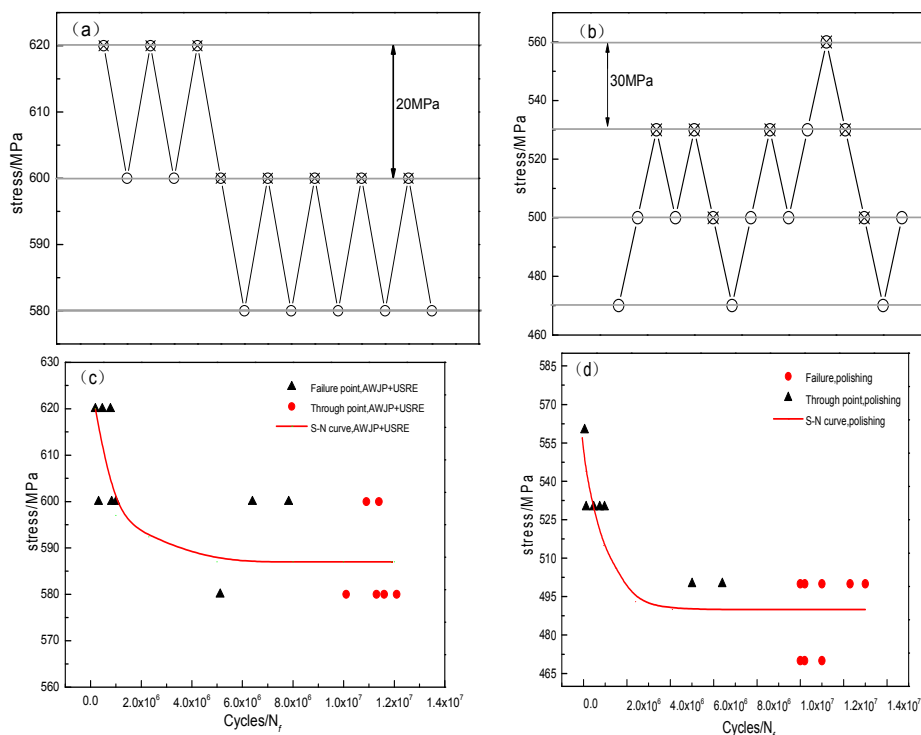 (a)
620
610
600
590
580
stress/MPa
20MPa
(b)
560
540
520
500
480
460
stress/MPa
30MPa
(c)
630
620
610
600
590
580
570
560
stress/MPa
Failure point,AWJP+USRE
Through point,AWJP+USRE
S-N curve,AWJP+USRE
0.0 2.0x10⁶ 4.0x10⁶ 6.0x10⁶ 8.0x10⁶ 1.0x10⁷ 1.2x10⁷ 1.4x10⁷
Cycles/N_f
(d)
585
570
555
540
525
510
495
480
465
stress/MPa
Failure,polishing
Through point,polishing
S-N curve,polishing
0.0 2.0x10⁶ 4.0x10⁶ 6.0x10⁶ 8.0x10⁶ 1.0x10⁷ 1.2x10⁷ 1.4x10⁷
Cycles/N_f